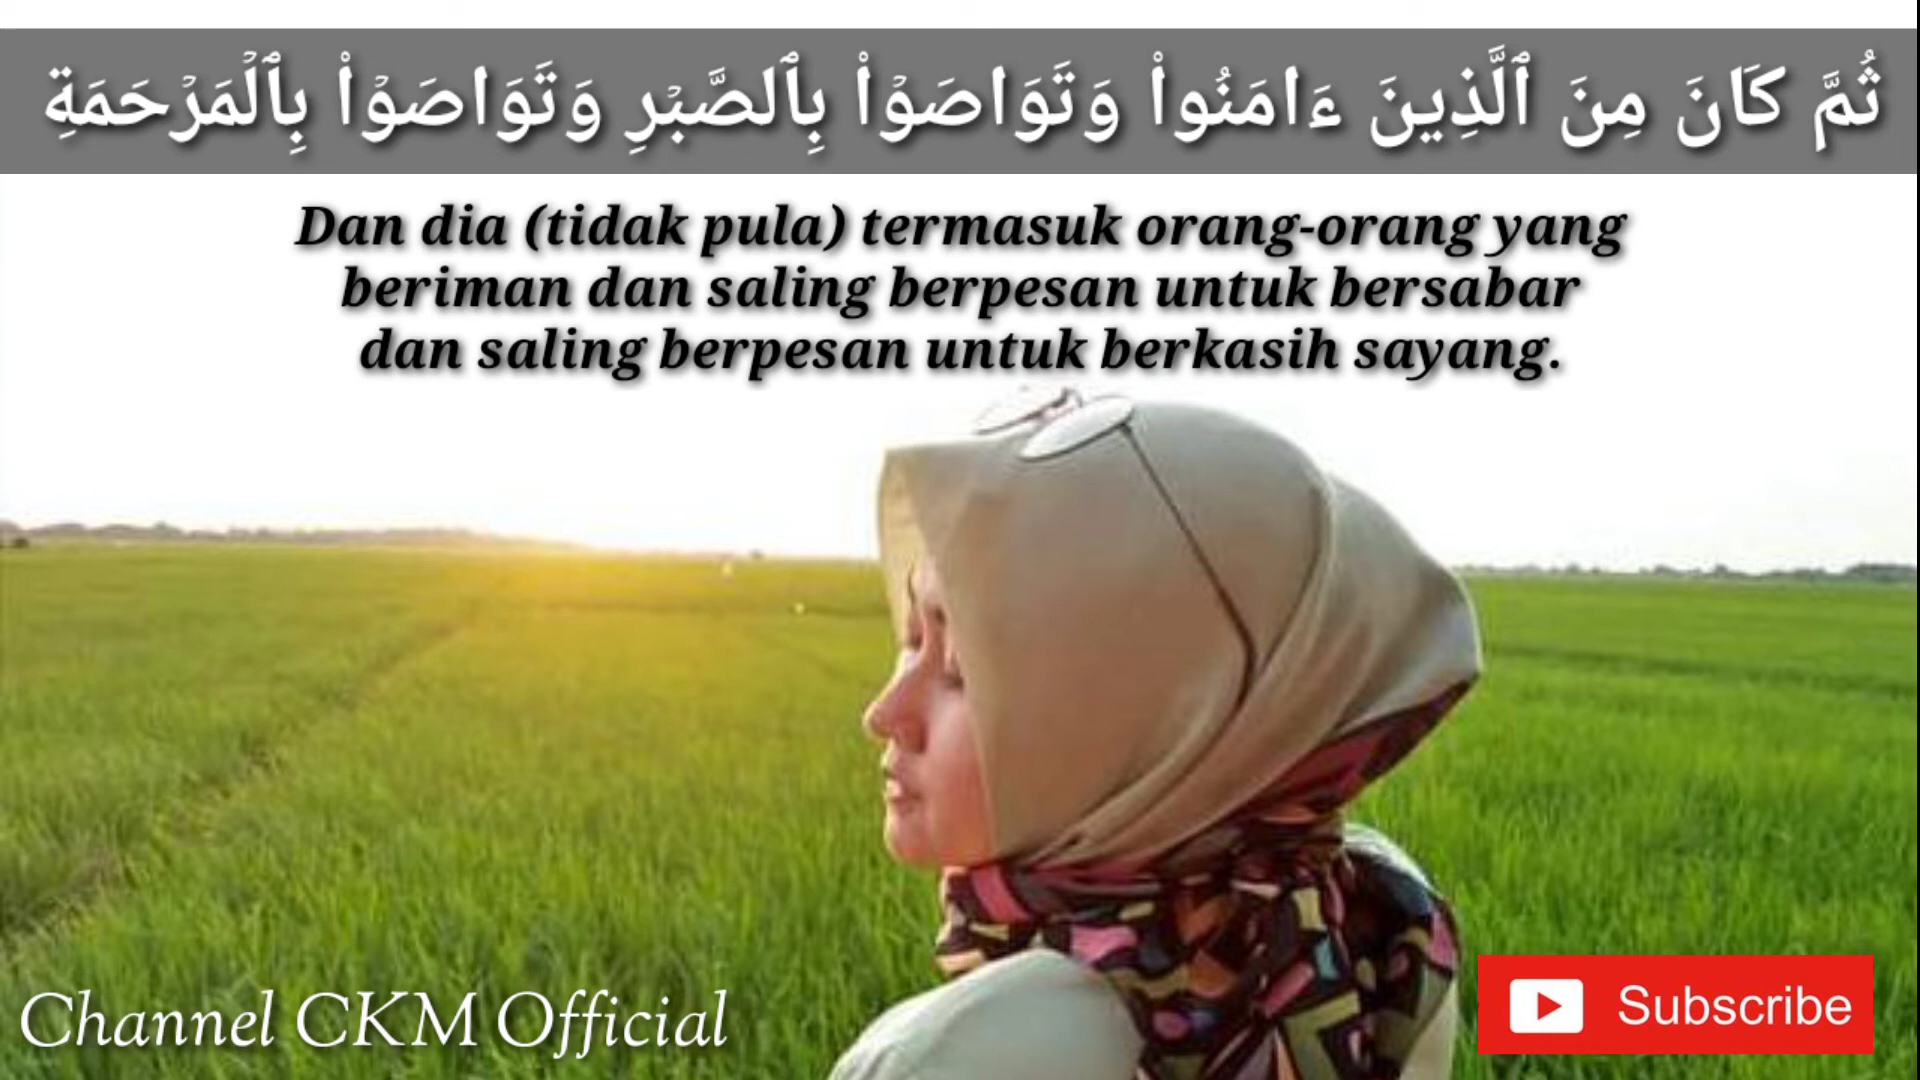 ثُمَّ كَانَ مِنَ ٱلَّذِينَ ءَامَنُوا۟ وَتَوَاصَوْا۟ بِٱلصَّبْرِ وَتَوَاصَوْا۟ بِٱلْمَرْحَمَةِ
Dan dia (tidak pula) termasuk orang-orang yang
beriman dan saling berpesan untuk bersabar
dan saling berpesan untuk berkasih sayang.
Channel CKM Official
Subscribe